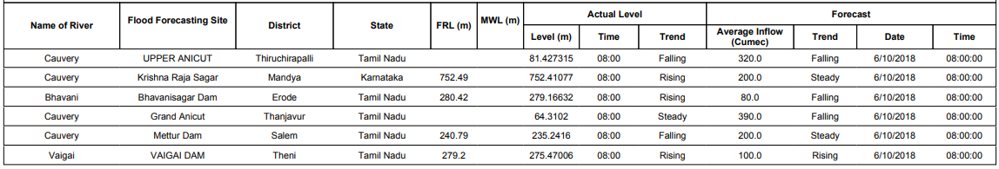 Name of River Flood Forecasting Site District State FRL (m) MWL (m) Actual Level Forecast
Level (m) Time Trend Average Inflow (Cumec) Trend Date Time
Cauvery UPPER ANICUT Thiruchirapalli Tamil Nadu 81.427315 08:00 Falling 320.0 Falling 6/10/2018 08:00:00
Cauvery Krishna Raja Sagar Mandya Karnataka 752.49 752.41077 08:00 Rising 200.0 Steady 6/10/2018 08:00:00
Bhavani Bhavanisagar Dam Erode Tamil Nadu 280.42 279.16632 08:00 Rising 80.0 Falling 6/10/2018 08:00:00
Cauvery Grand Anicut Thanjavur Tamil Nadu 64.3102 08:00 Steady 390.0 Falling 6/10/2018 08:00:00
Cauvery Mettur Dam Salem Tamil Nadu 240.79 235.2416 08:00 Falling 200.0 Steady 6/10/2018 08:00:00
Vaigai VAIGAI DAM Theni Tamil Nadu 279.2 275.47006 08:00 Rising 100.0 Rising 6/10/2018 08:00:00